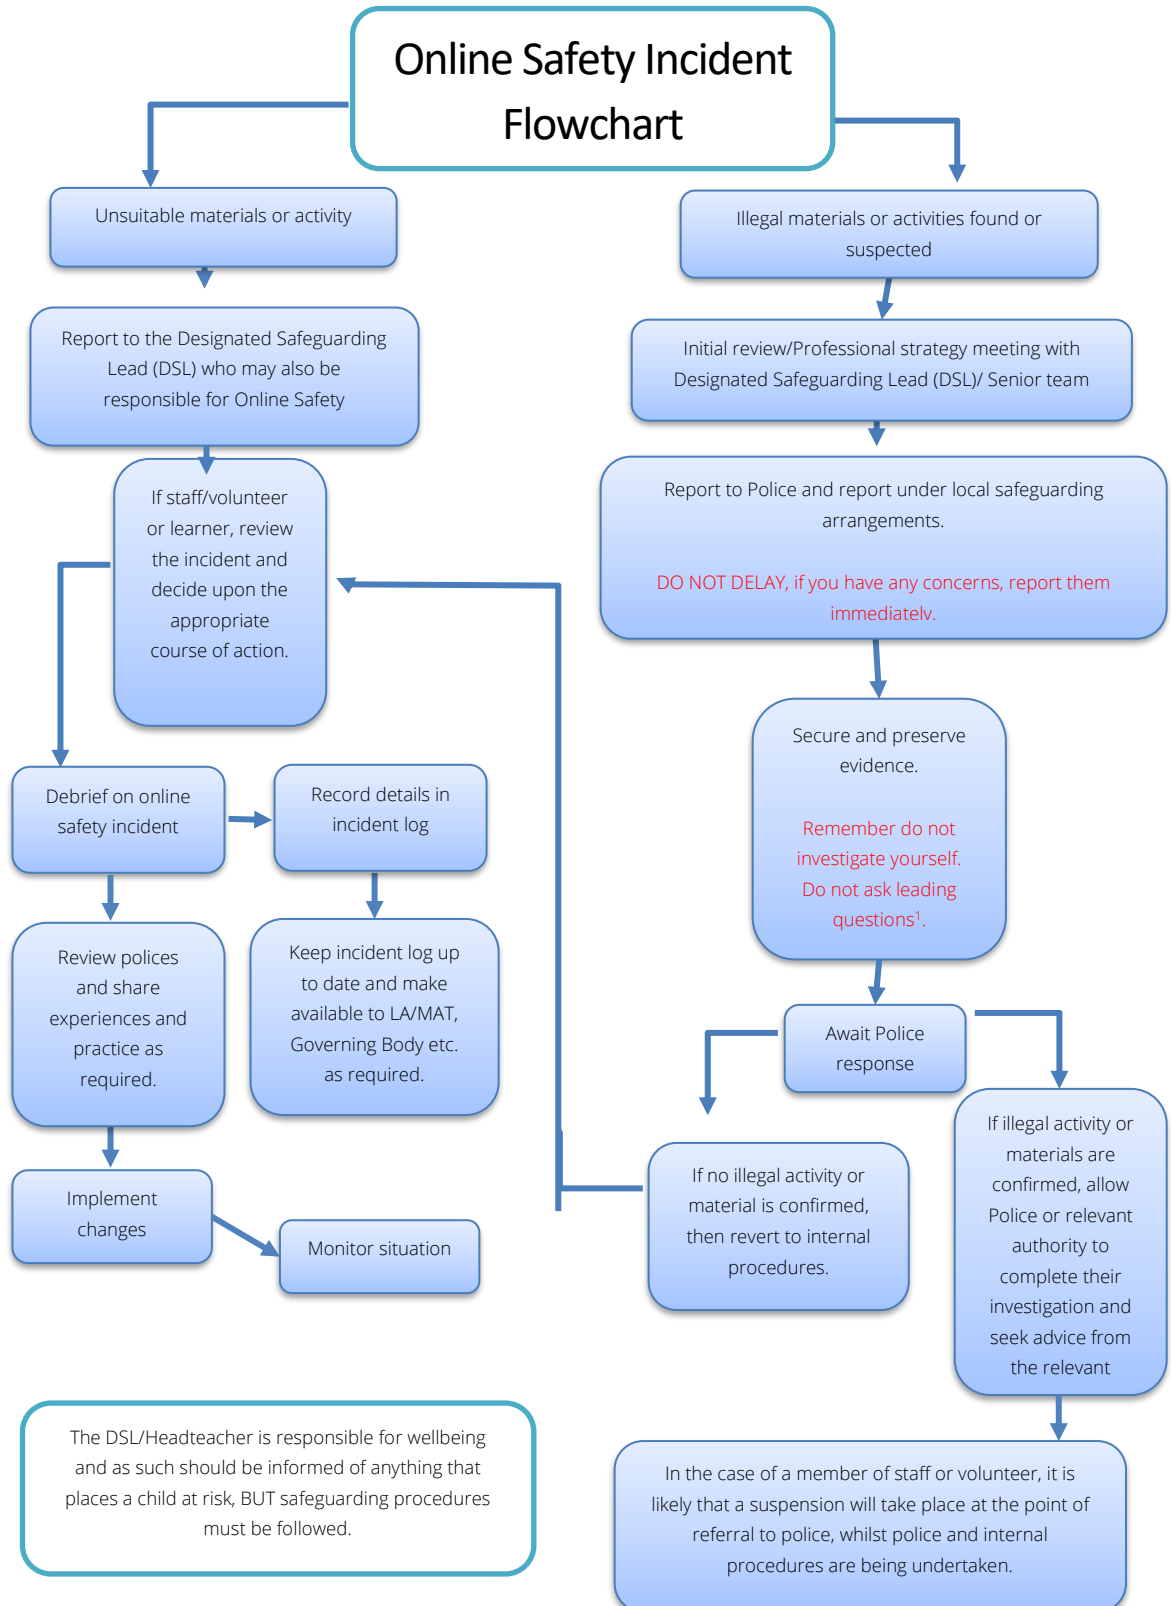 Online Safety Incident
Flowchart
Unsuitable materials or activity
Report to the Designated Safeguarding
Lead (DSL) who may also be
responsible for Online Safety
If staff/volunteer
or learner, review
the incident and
decide upon the
appropriate
course of action.
Debrief on online
safety incident
Record details in
incident log
Review polices
and share
experiences and
practice as
required.
Keep incident log up
to date and make
available to LA/MAT,
Governing Body etc.
as required.
Implement
changes
Monitor situation
Illegal materials or activities found or
suspected
Initial review/Professional strategy meeting with
Designated Safeguarding Lead (DSL)/ Senior team
Report to Police and report under local safeguarding
arrangements.
DO NOT DELAY, if you have any concerns, report them
immediately.
Secure and preserve
evidence.
Remember do not
investigate yourself.
Do not ask leading
questions¹.
Await Police
response
If no illegal activity or
material is confirmed,
then revert to internal
procedures.
If illegal activity or
materials are
confirmed, allow
Police or relevant
authority to
complete their
investigation and
seek advice from
the relevant
In the case of a member of staff or volunteer, it is
likely that a suspension will take place at the point of
referral to police, whilst police and internal
procedures are being undertaken.
The DSL/Headteacher is responsible for wellbeing
and as such should be informed of anything that
places a child at risk, BUT safeguarding procedures
must be followed.